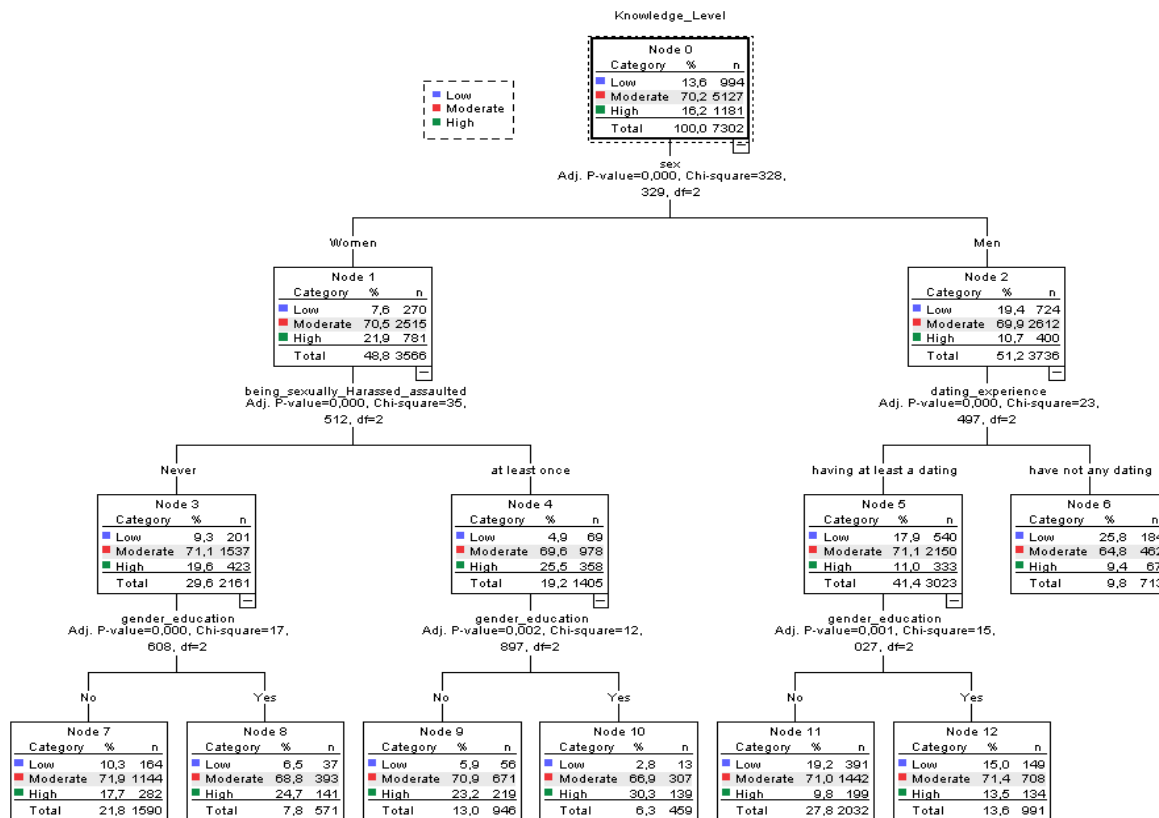 Knowledge_Level
Node 0
Category % n
Low 13,6 994
Moderate 70,2 5127
High 16,2 1181
Total 100,0 7302
Low
Moderate
High
sex
Adj. P-value=0,000, Chi-square=328,
329, df=2
Women
Men
Node 1
Category % n
Low 7,6 270
Moderate 70,5 2515
High 21,9 781
Total 48,8 3566
Node 2
Category % n
Low 19,4 724
Moderate 69,9 2612
High 10,7 400
Total 51,2 3736
being_sexually_Harassed_assaulted
Adj. P-value=0,000, Chi-square=35,
512, df=2
dating_experience
Adj. P-value=0,000, Chi-square=23,
497, df=2
Never
at least once
having at least a dating
have not any dating
Node 3
Category % n
Low 9,3 201
Moderate 71,1 1537
High 19,6 423
Total 29,6 2161
Node 4
Category % n
Low 4,9 69
Moderate 69,6 978
High 25,5 358
Total 19,2 1405
Node 5
Category % n
Low 17,9 540
Moderate 71,1 2150
High 11,0 333
Total 41,4 3023
Node 6
Category % n
Low 25,8 184
Moderate 64,8 462
High 9,4 67
Total 9,8 713
gender_education
Adj. P-value=0,000, Chi-square=17,
608, df=2
gender_education
Adj. P-value=0,002, Chi-square=12,
897, df=2
gender_education
Adj. P-value=0,001, Chi-square=15,
027, df=2
No
Yes
No
Yes
No
Yes
Node 7
Category % n
Low 10,3 164
Moderate 71,9 1144
High 17,7 282
Total 21,8 1590
Node 8
Category % n
Low 6,5 37
Moderate 68,8 393
High 24,7 141
Total 7,8 571
Node 9
Category % n
Low 5,9 56
Moderate 70,9 671
High 23,2 219
Total 13,0 946
Node 10
Category % n
Low 2,8 13
Moderate 66,9 307
High 30,3 139
Total 6,3 459
Node 11
Category % n
Low 19,2 391
Moderate 71,0 1442
High 9,8 199
Total 27,8 2032
Node 12
Category % n
Low 15,0 149
Moderate 71,4 708
High 13,5 134
Total 13,6 991